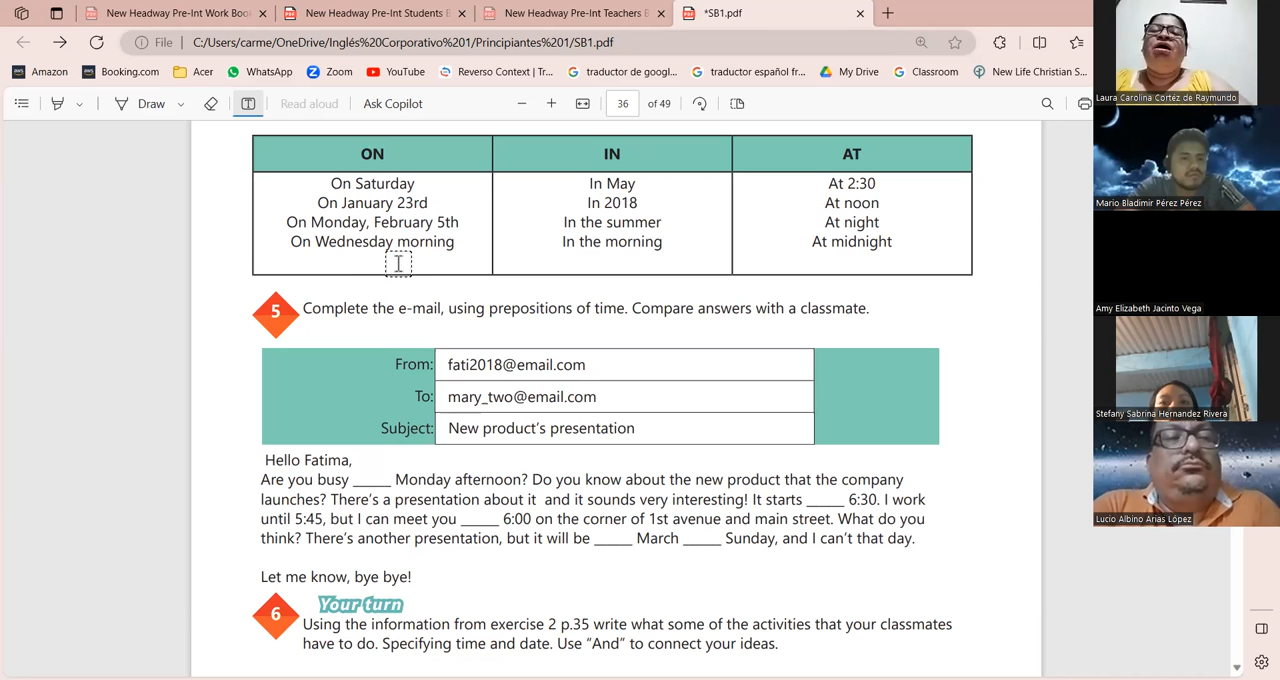 New Headway Pre-Int Work Boo
New Headway Pre-Int Students B
New Headway Pre-Int Teachers B
*SB1.pdf
File
C:/Users/carme/OneDrive/Inglés%20Corporativo%201/Principiantes%201/SB1.pdf
Amazon
Booking.com
Acer
WhatsApp
Zoom
YouTube
Reverso Context | Tr...
traductor de googl...
traductor español fr...
My Drive
Classroom
New Life Christian S...
Draw
Read aloud
Ask Copilot
36 of 49
ON IN AT
On Saturday In May At 2:30
On January 23rd In 2018 At noon
On Monday, February 5th In the summer At night
On Wednesday morning In the morning At midnight
5 Complete the e-mail, using prepositions of time. Compare answers with a classmate.
From: fati2018@email.com
To: mary_two@email.com
Subject: New product's presentation
Hello Fatima,
Are you busy _____ Monday afternoon? Do you know about the new product that the company
launches? There's a presentation about it and it sounds very interesting! It starts _____ 6:30. I work
until 5:45, but I can meet you _____ 6:00 on the corner of 1st avenue and main street. What do you
think? There's another presentation, but it will be _____ March _____ Sunday, and I can't that day.
Let me know, bye bye!
Your turn
6 Using the information from exercise 2 p.35 write what some of the activities that your classmates
have to do. Specifying time and date. Use "And" to connect your ideas.
Laura Carolina Cortéz de Raymundo
Mario Bladimir Pérez Pérez
Amy Elizabeth Jacinto Vega
Stefany Sabrina Hernandez Rivera
Lucio Albino Arias López